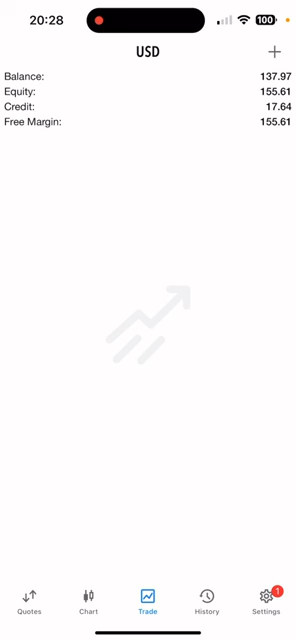 20:28
100
USD
Balance: 137.97
Equity: 155.61
Credit: 17.64
Free Margin: 155.61
1
Quotes Chart Trade History Settings